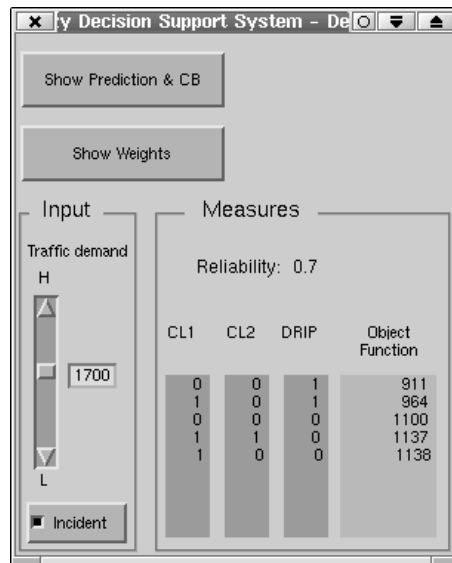 y Decision Support System - De
Show Prediction & CB
Show Weights
Input
Traffic demand
H
1700
L
Incident
Measures
Reliability: 0.7
CL1 CL2 DRIP Object Function
0 0 1 911
1 0 1 964
0 0 0 1100
1 1 0 1137
1 0 0 1138